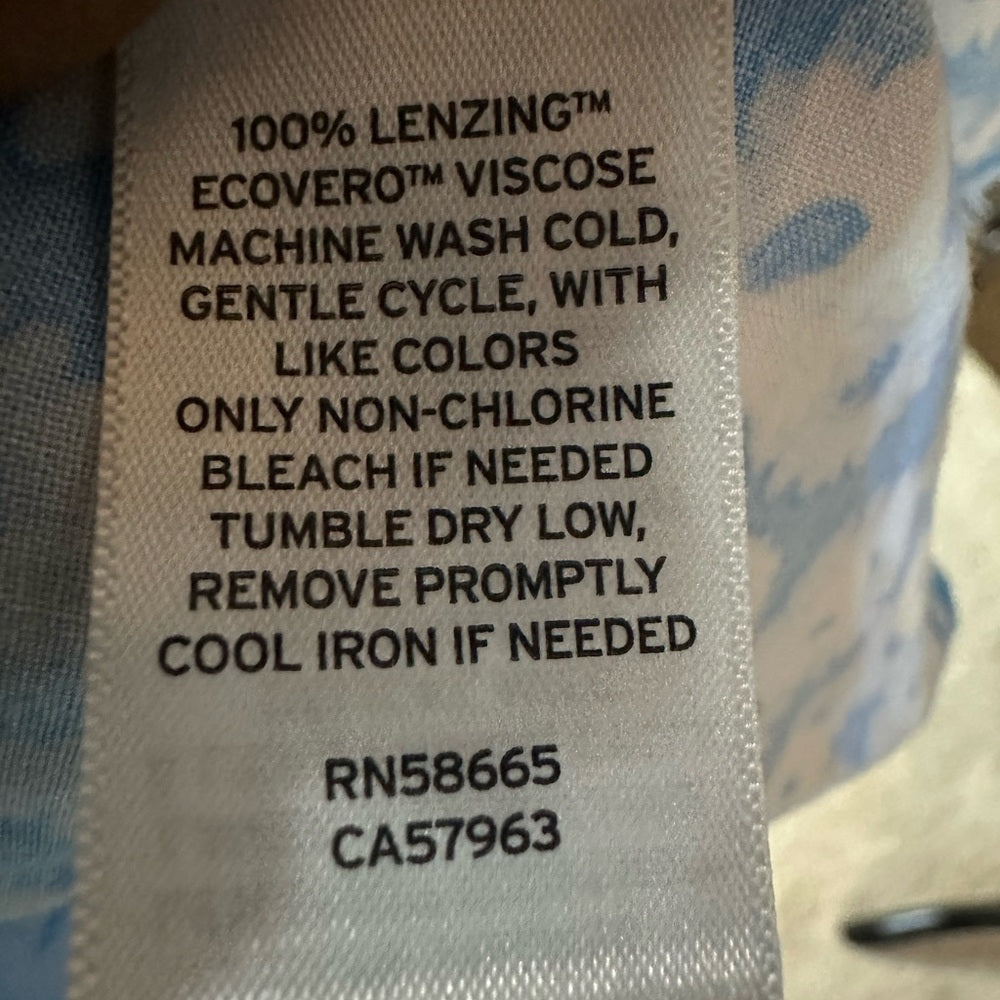 100% LENZING™
ECOVERO™ VISCOSE
MACHINE WASH COLD,
GENTLE CYCLE, WITH
LIKE COLORS
ONLY NON-CHLORINE
BLEACH IF NEEDED
TUMBLE DRY LOW,
REMOVE PROMPTLY
COOL IRON IF NEEDED
RN58665
CA57963